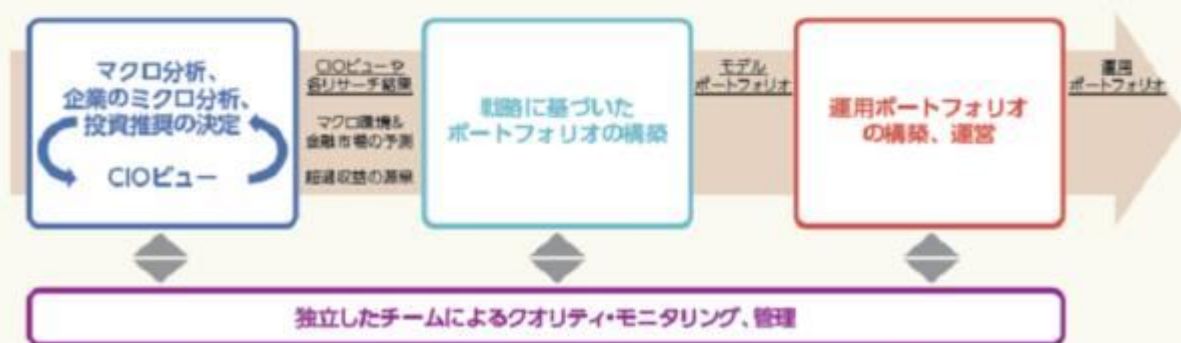 マクロ分析、
企業のミクロ分析、
投資推奨の決定
CIOビュー
CIOビューや
各リサーチ結果
マクロ環境&
金融市場の予測
超過収益の源泉
戦略に基づいた
ポートフォリオの構築
モデル
ポートフォリオ
運用ポートフォリオ
の構築、運営
運用
ポートフォリオ
独立したチームによるクオリティ・モニタリング、管理